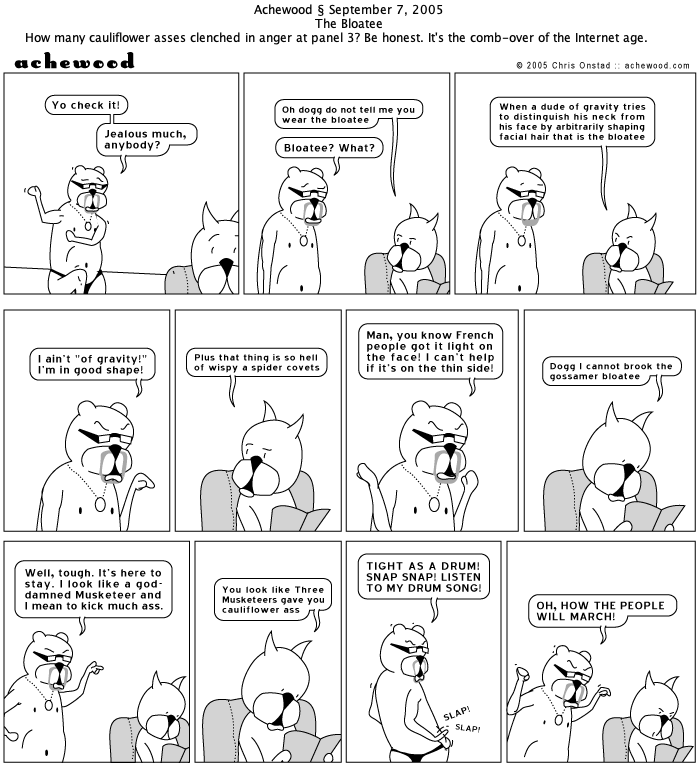 Achewood § September 7, 2005
The Bloatee
How many cauliflower asses clenched in anger at panel 3? Be honest. It's the comb-over of the Internet age.
achewood
© 2005 Chris Onstad :: achewood.com
Yo check it!
Jealous much,
anybody?
Oh dogg do not tell me you
wear the bloatee
Bloatee? What?
When a dude of gravity tries
to distinguish his neck from
his face by arbitrarily shaping
facial hair that is the bloatee
I ain't "of gravity!"
I'm in good shape!
Plus that thing is so hell
of wispy a spider covets
Man, you know French
people got it light on
the face! I can't help
if it's on the thin side!
Dogg I cannot brook the
gossamer bloatee
Well, tough. It's here to
stay. I look like a god-
damned Musketeer and
I mean to kick much ass.
You look like Three
Musketeers gave you
cauliflower ass
TIGHT AS A DRUM!
SNAP SNAP! LISTEN
TO MY DRUM SONG!
SLAP!
SLAP!
OH, HOW THE PEOPLE
WILL MARCH!